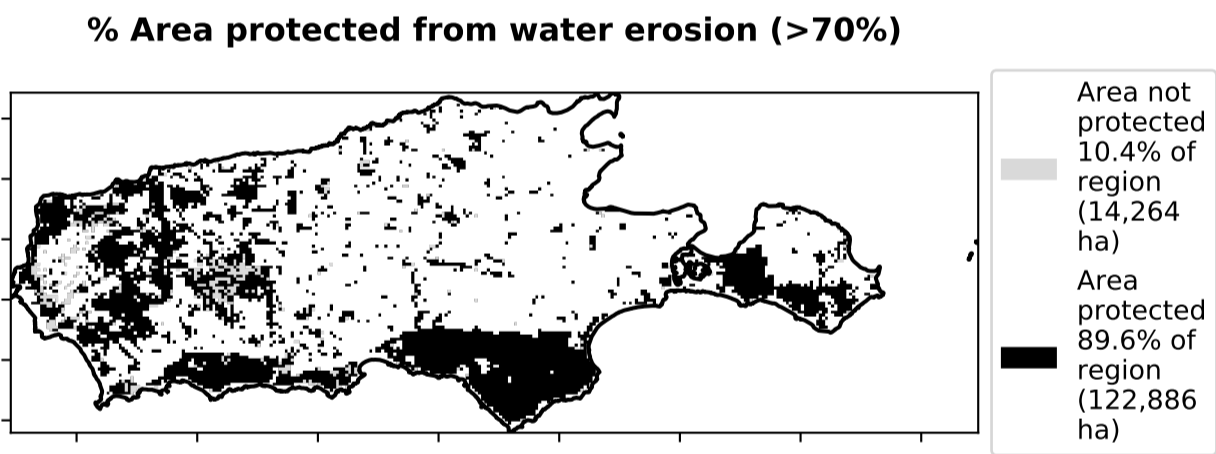 % Area protected from water erosion (>70%)
Area not
protected
10.4% of
region
(14,264
ha)
Area
protected
89.6% of
region
(122,886
ha)